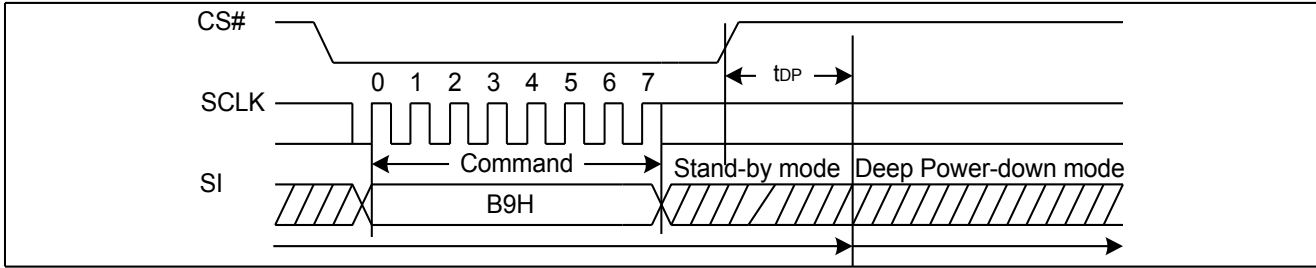 CS#
tDP
0 1 2 3 4 5 6 7
SCLK
Command
Stand-by mode Deep Power-down mode
SI
B9H